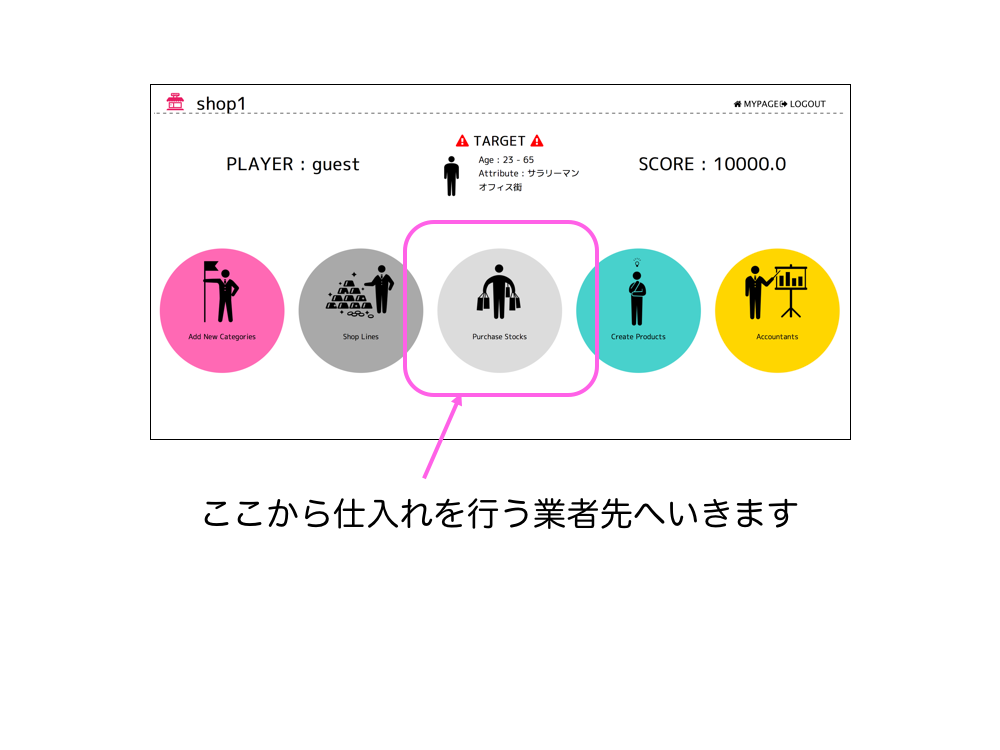 shop1
MYPAGE LOGOUT
TARGET
PLAYER : guest
Age : 23 - 65
Attribute : サラリーマン
オフィス街
SCORE : 10000.0
Add New Categories
Shop Lines
Purchase Stocks
Create Products
Accountants
ここから仕入れを行う業者先へいきます